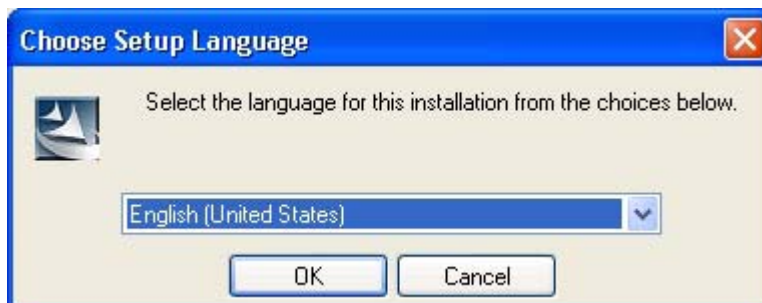 Choose Setup Language
Select the language for this installation from the choices below.
English (United States)
OK Cancel